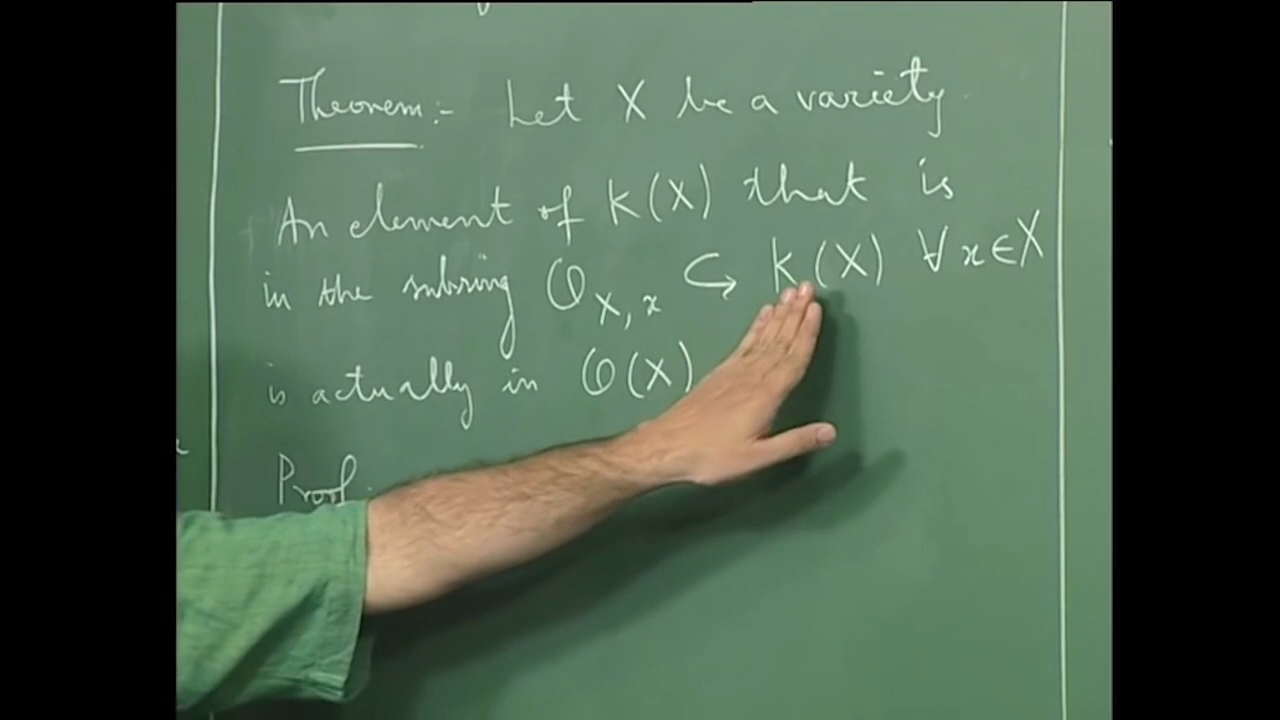 Theorem:- Let X be a variety.
An element of K(X) that is
in the subring O_{X,x} ↪ K(X) ∀ x ∈ X
is actually in O(X)
Proof: